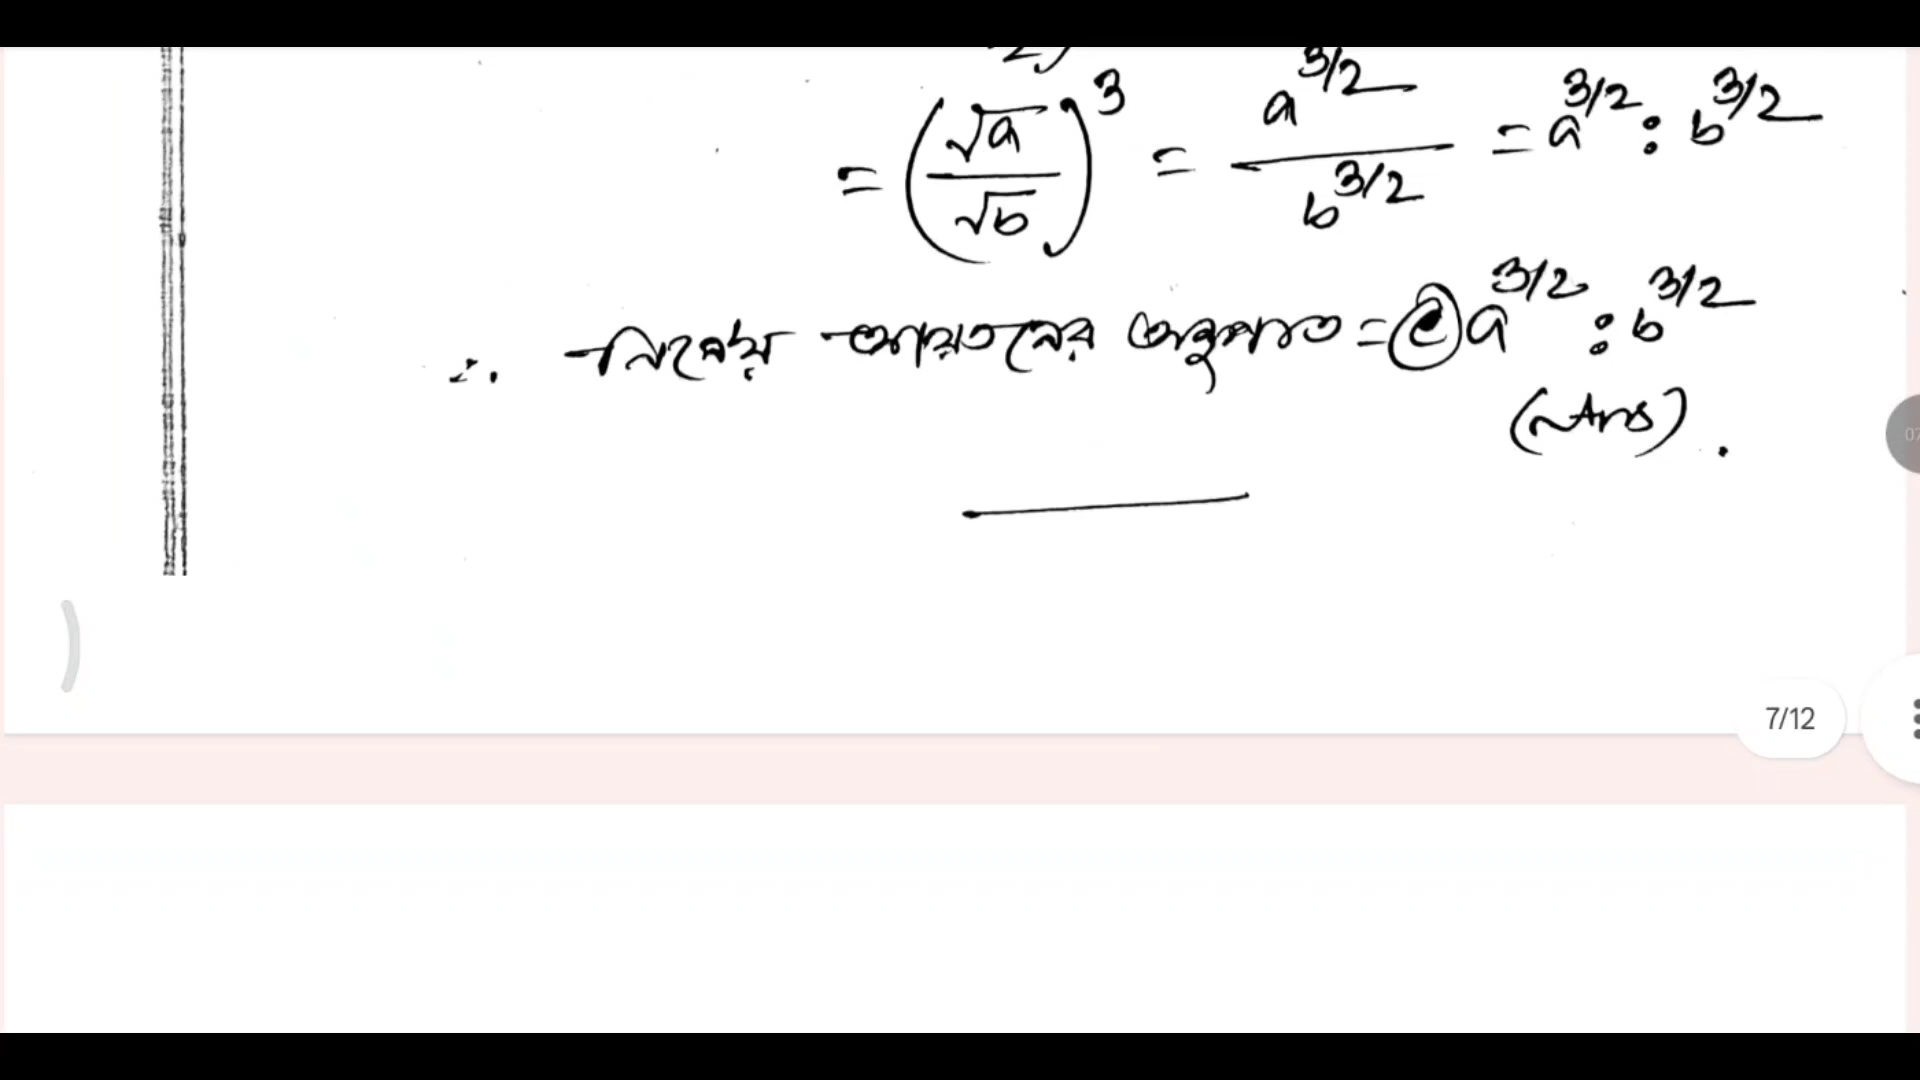 = (√a/√b)^3 = a^3/2 / b^3/2 = a^3/2 : b^3/2
∴ নির্ণেয় আয়তনের অনুপাত = a^3/2 : b^3/2
(Ans).
7/12